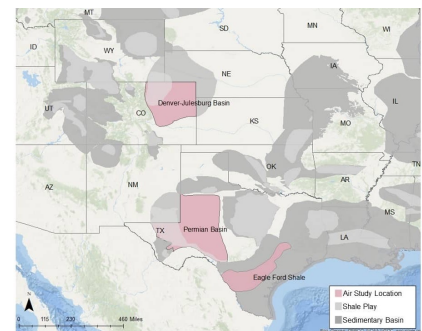 MT
SD
MN
WI
ID
WY
IA
NE
Denver-Julesburg Basin
UT
CO
IL
KS
MO
OK
TN
AZ
NM
AR
MS
Permian Basin
TX
LA
Eagle Ford Shale
N
0 115 230 460 Miles
Air Study Location
Shale Play
Sedimentary Basin